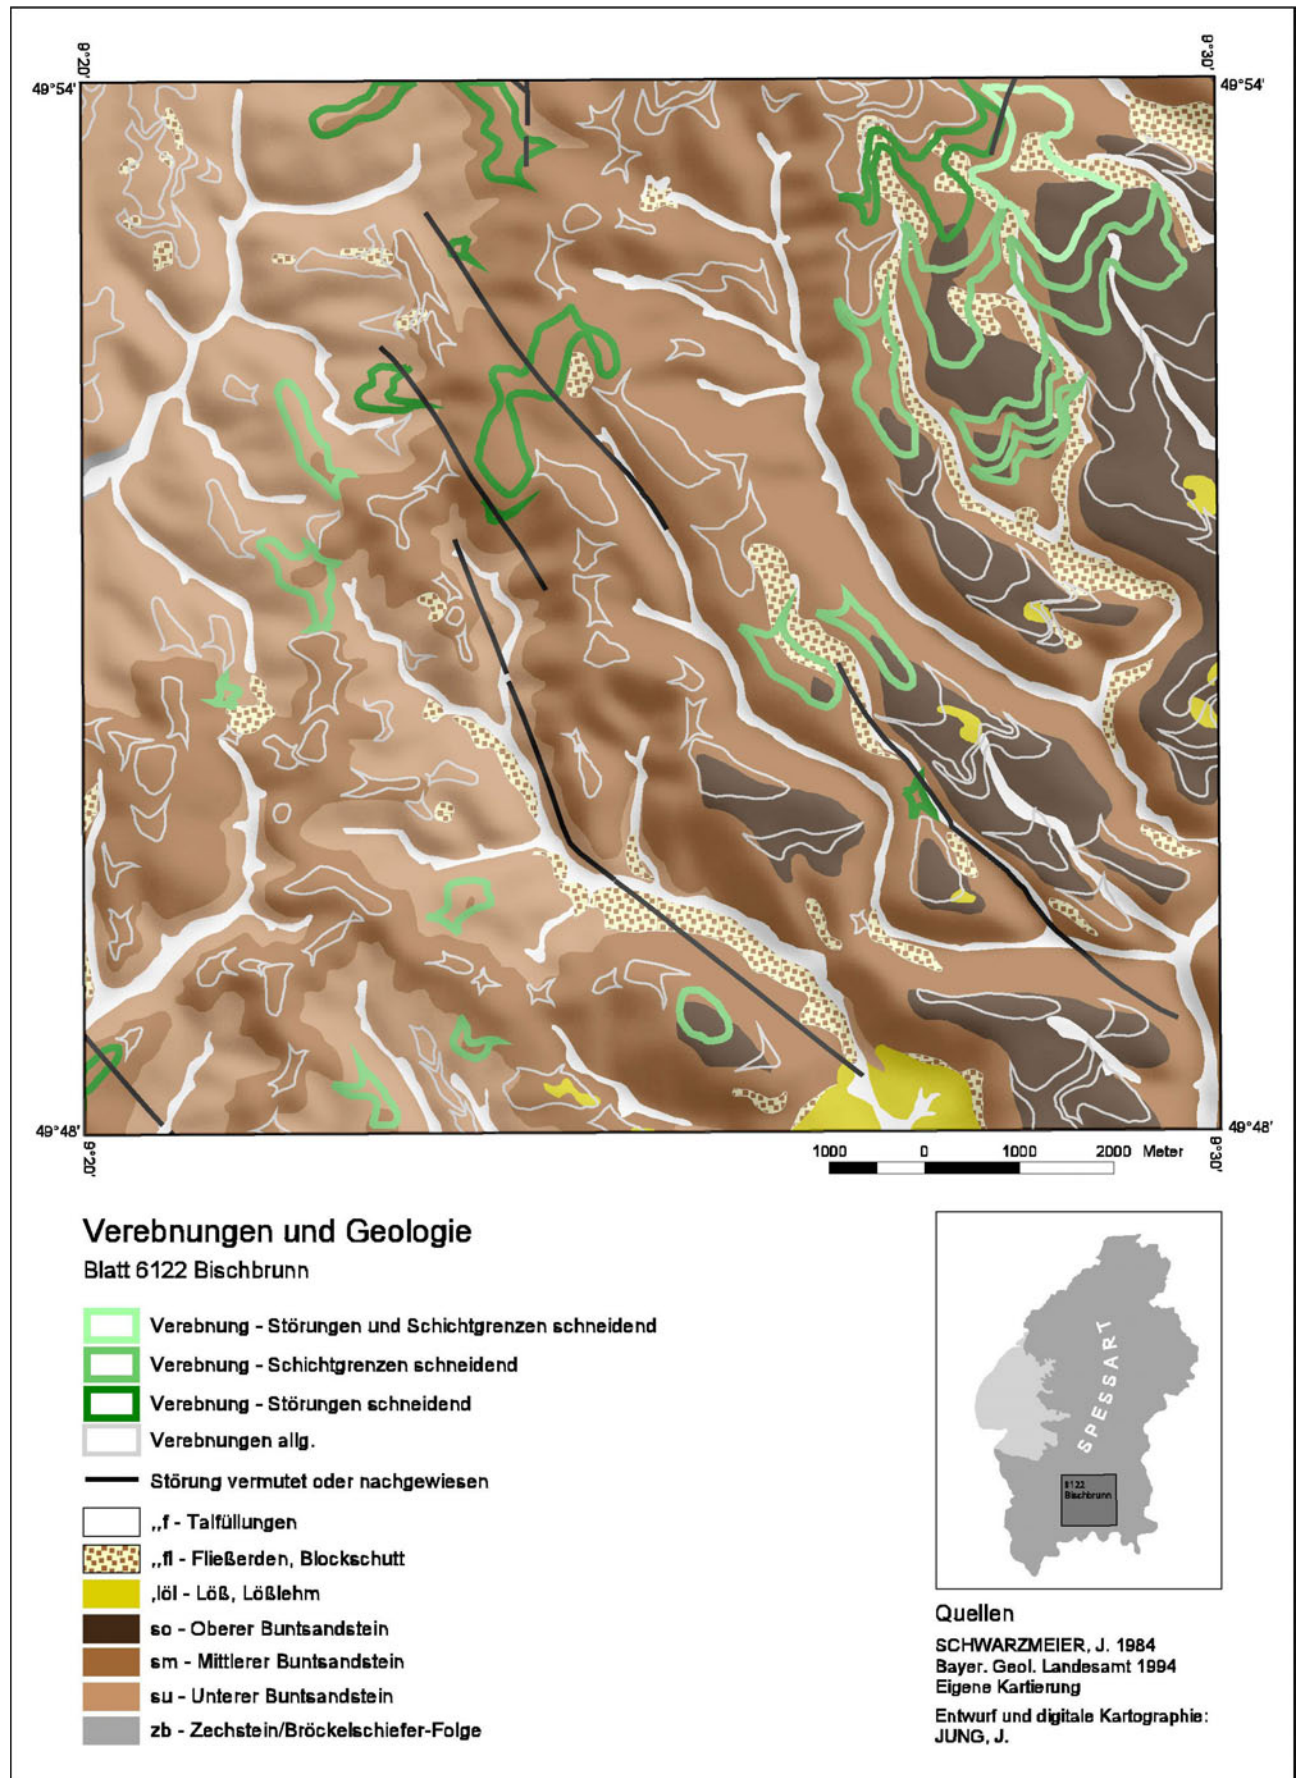 9°20'
9°30'
49°54'
49°54'
49°48'
49°48'
9°20'
9°30'
1000 0 1000 2000 Meter
Verebnungen und Geologie
Blatt 6122 Bischbrunn
Verebnung - Störungen und Schichtgrenzen schneidend
Verebnung - Schichtgrenzen schneidend
Verebnung - Störungen schneidend
Verebnungen allg.
Störung vermutet oder nachgewiesen
,,f - Talfüllungen
,,fl - Fließerden, Blockschutt
,löl - Löß, Lößlehm
so - Oberer Buntsandstein
sm - Mittlerer Buntsandstein
su - Unterer Buntsandstein
zb - Zechstein/Bröckelschiefer-Folge
SPESSART
6122
Bischbrunn
Quellen
SCHWARZMEIER, J. 1984
Bayer. Geol. Landesamt 1994
Eigene Kartierung
Entwurf und digitale Kartographie:
JUNG, J.